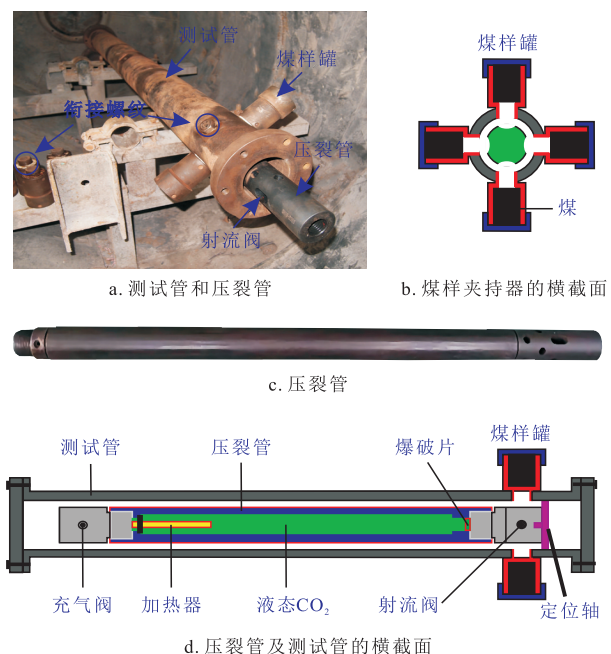 测试管
煤样罐
衔接螺纹
压裂管
射流阀
a. 测试管和压裂管
煤样罐
煤
b. 煤样夹持器的横截面
c. 压裂管
测试管
压裂管
爆破片
煤样罐
充气阀
加热器
液态CO₂
射流阀
定位轴
d. 压裂管及测试管的横截面